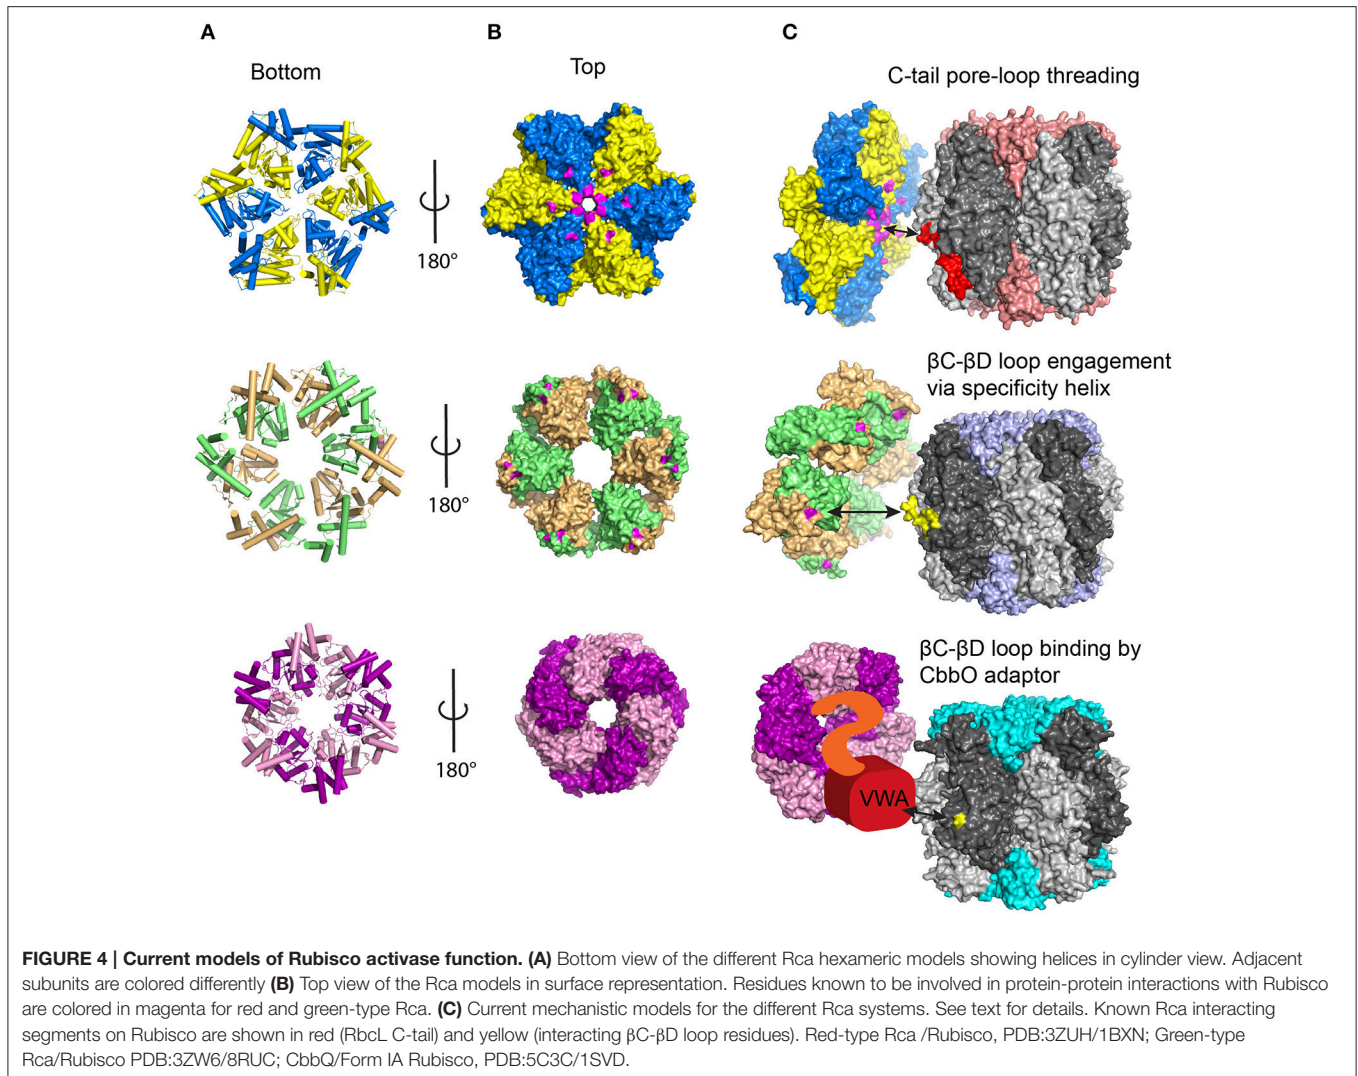 A
B
C
Bottom
Top
C-tail pore-loop threading
180°
βC-βD loop engagement
via specificity helix
180°
βC-βD loop binding by
CbbO adaptor
180°
VWA
FIGURE 4 | Current models of Rubisco activase function. (A) Bottom view of the different Rca hexameric models showing helices in cylinder view. Adjacent
subunits are colored differently (B) Top view of the Rca models in surface representation. Residues known to be involved in protein-protein interactions with Rubisco
are colored in magenta for red and green-type Rca. (C) Current mechanistic models for the different Rca systems. See text for details. Known Rca interacting
segments on Rubisco are shown in red (RbcL C-tail) and yellow (interacting βC-βD loop residues). Red-type Rca /Rubisco, PDB:3ZUH/1BXN; Green-type
Rca/Rubisco PDB:3ZW6/8RUC; CbbQ/Form IA Rubisco, PDB:5C3C/1SVD.